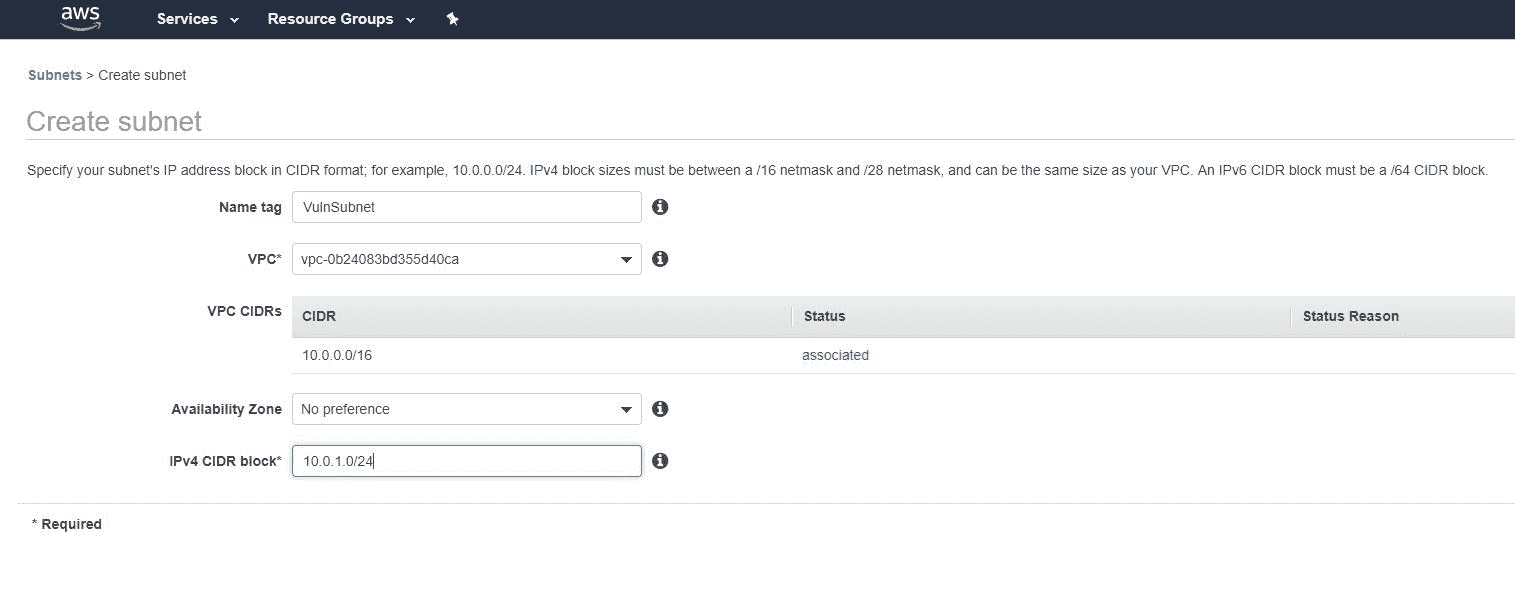 aws Services Resource Groups
Subnets > Create subnet
Create subnet
Specify your subnet's IP address block in CIDR format; for example, 10.0.0.0/24. IPv4 block sizes must be between a /16 netmask and /28 netmask, and can be the same size as your VPC. An IPv6 CIDR block must be a /64 CIDR block.
Name tag VulnSubnet
VPC* vpc-0b24083bd355d40ca
VPC CIDRs CIDR Status Status Reason
10.0.0.0/16 associated
Availability Zone No preference
IPv4 CIDR block* 10.0.1.0/24
* Required